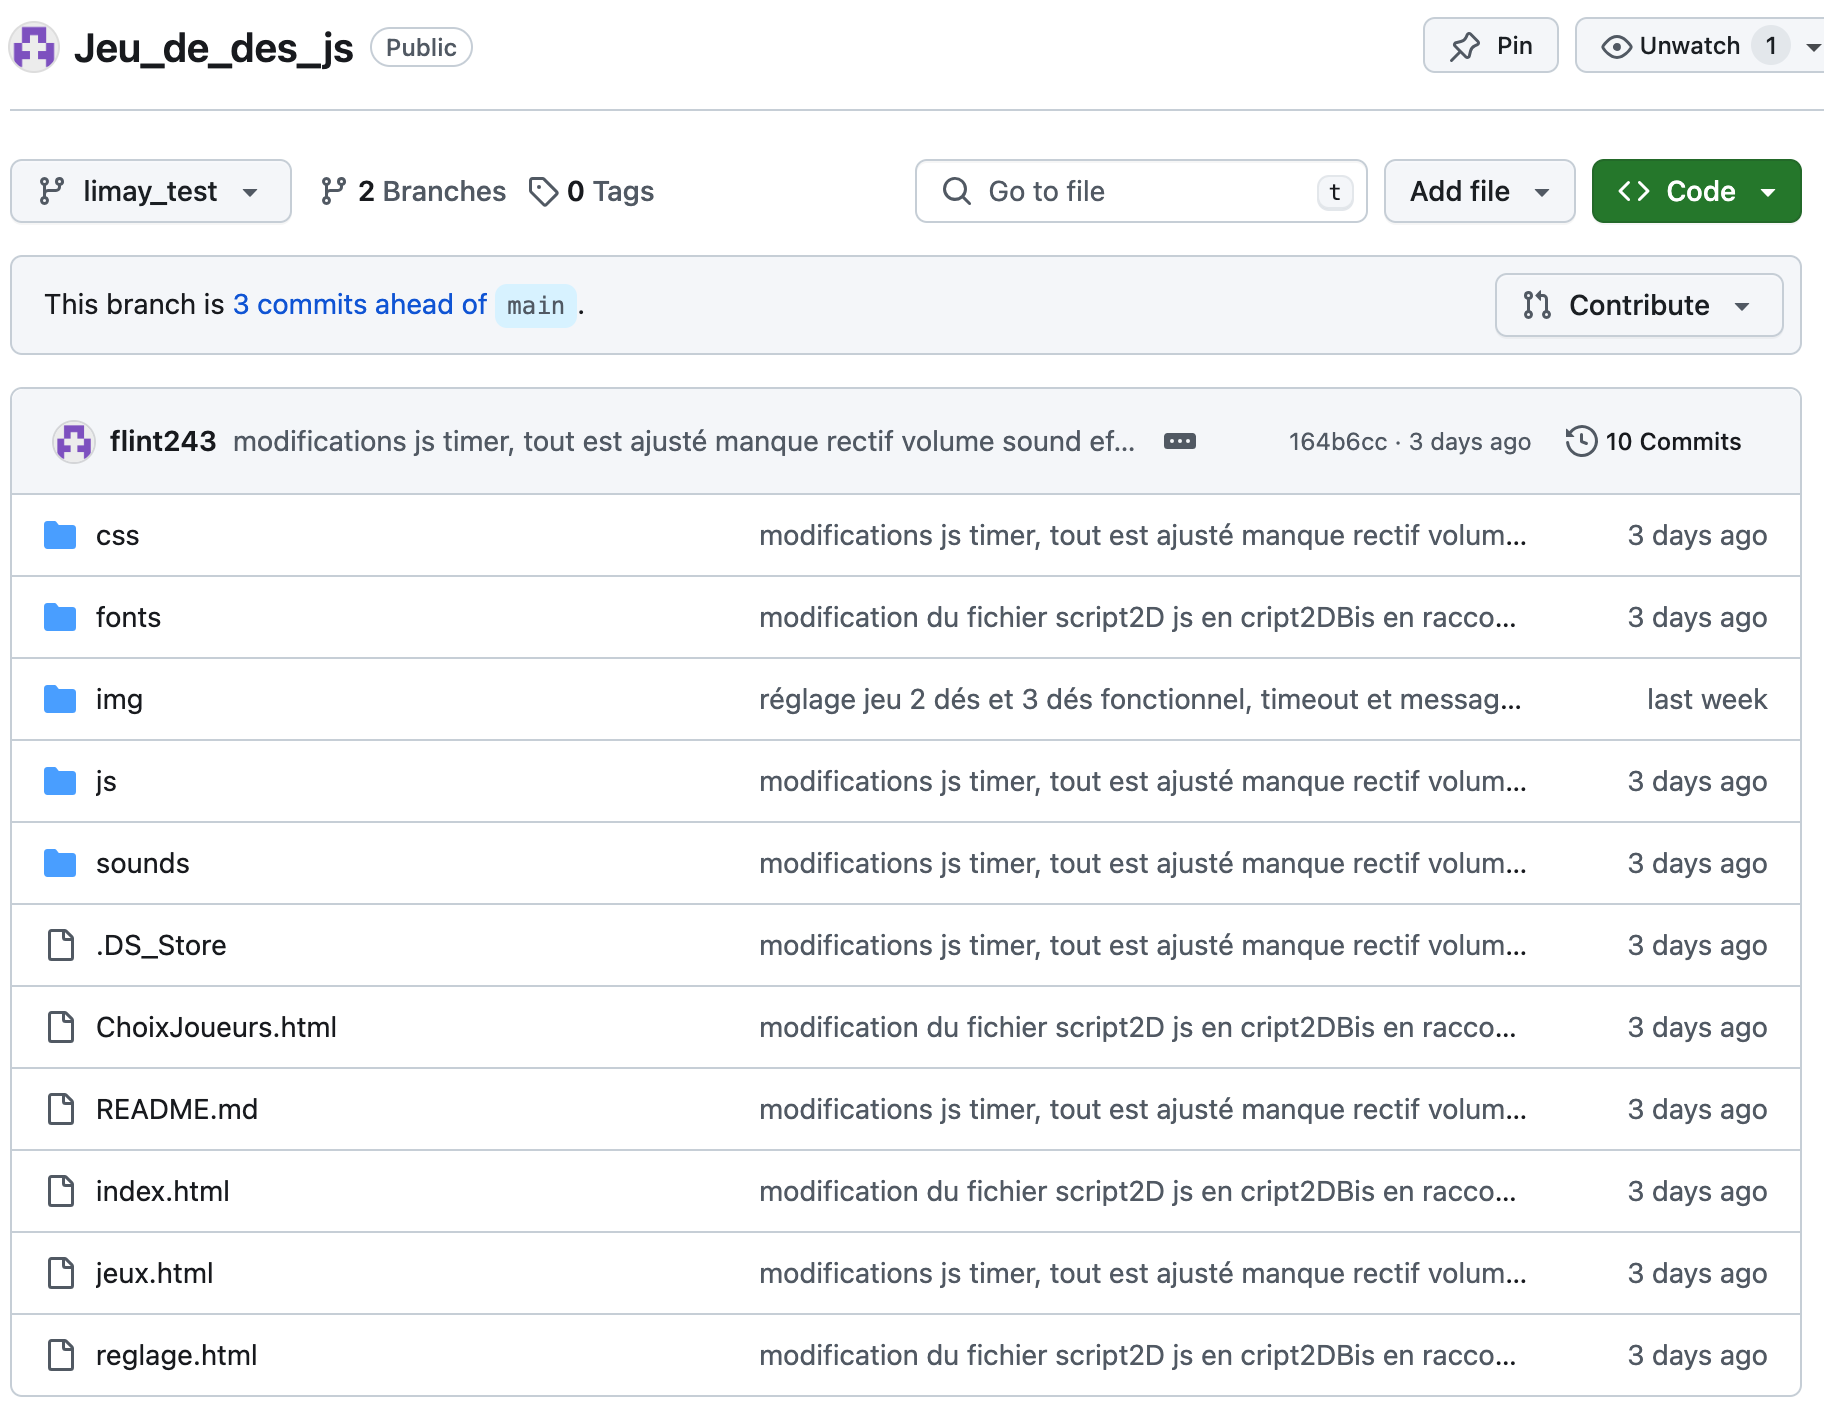 Jeu_de_des_js Public Pin Unwatch 1
limay_test 2 Branches 0 Tags Go to file t Add file Code
This branch is 3 commits ahead of main . Contribute
flint243 modifications js timer, tout est ajusté manque rectif volume sound ef... 164b6cc · 3 days ago 10 Commits
css modifications js timer, tout est ajusté manque rectif volum... 3 days ago
fonts modification du fichier script2D js en cript2DBis en racco... 3 days ago
img réglage jeu 2 dés et 3 dés fonctionnel, timeout et messag... last week
js modifications js timer, tout est ajusté manque rectif volum... 3 days ago
sounds modifications js timer, tout est ajusté manque rectif volum... 3 days ago
.DS_Store modifications js timer, tout est ajusté manque rectif volum... 3 days ago
ChoixJoueurs.html modification du fichier script2D js en cript2DBis en racco... 3 days ago
README.md modifications js timer, tout est ajusté manque rectif volum... 3 days ago
index.html modification du fichier script2D js en cript2DBis en racco... 3 days ago
jeux.html modifications js timer, tout est ajusté manque rectif volum... 3 days ago
reglage.html modification du fichier script2D js en cript2DBis en racco... 3 days ago